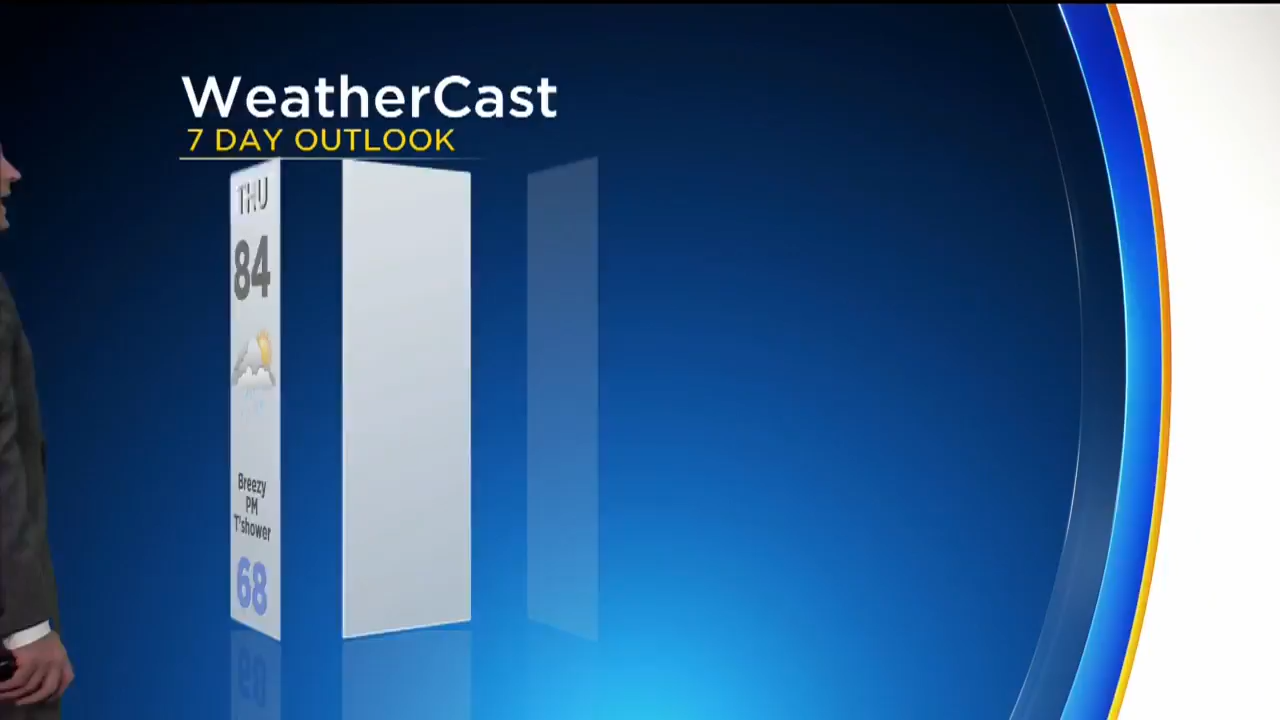 WeatherCast
7 DAY OUTLOOK
THU
84
Breezy
PM
T'shower
68